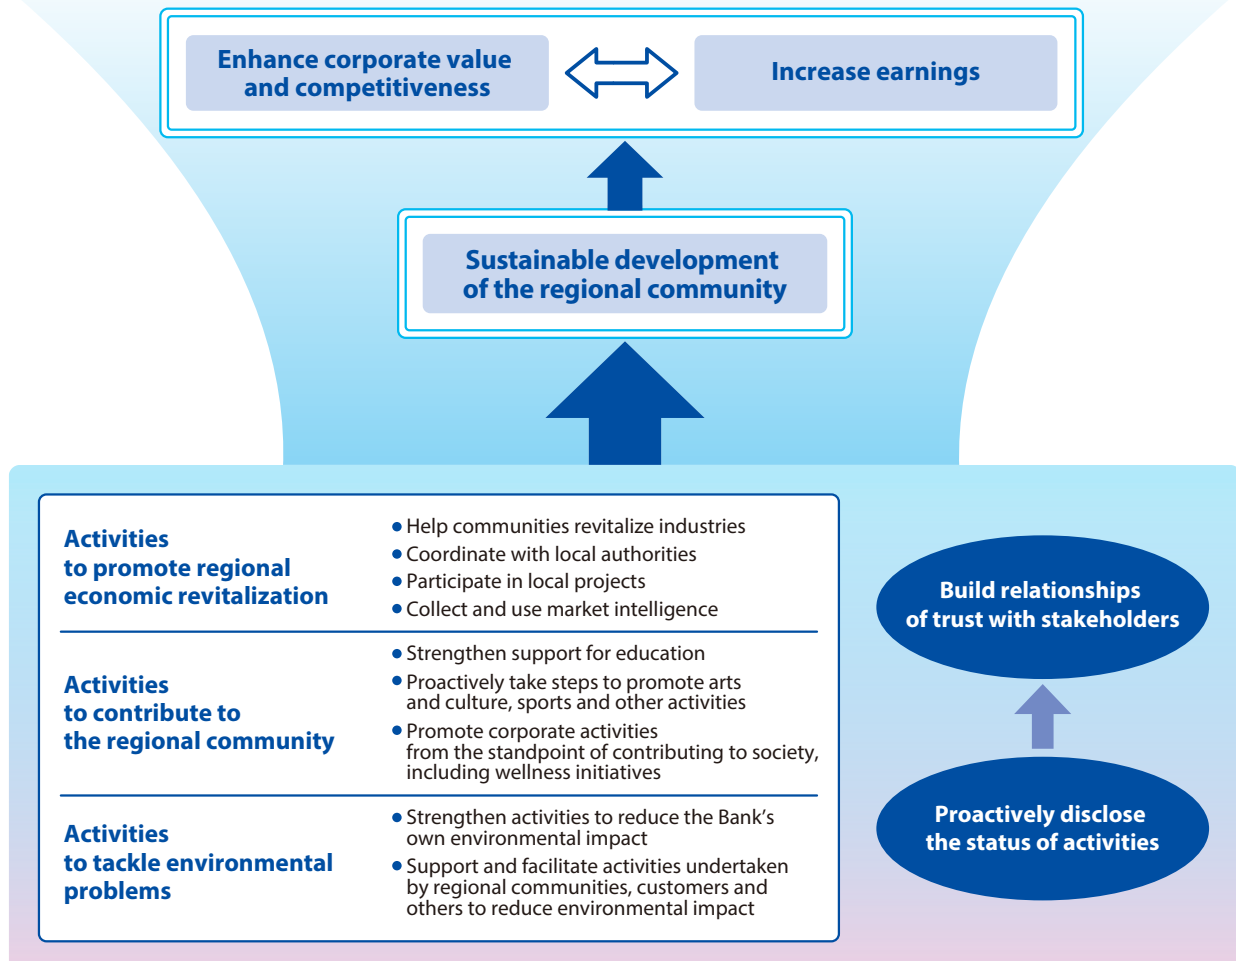 Enhance corporate value
and competitiveness
Increase earnings
Sustainable development
of the regional community
Activities
to promote regional
economic revitalization
● Help communities revitalize industries
● Coordinate with local authorities
● Participate in local projects
● Collect and use market intelligence
Activities
to contribute to
the regional community
● Strengthen support for education
● Proactively take steps to promote arts
and culture, sports and other activities
● Promote corporate activities
from the standpoint of contributing to society,
including wellness initiatives
Activities
to tackle environmental
problems
● Strengthen activities to reduce the Bank's
own environmental impact
● Support and facilitate activities undertaken
by regional communities, customers and
others to reduce environmental impact
Build relationships
of trust with stakeholders
Proactively disclose
the status of activities